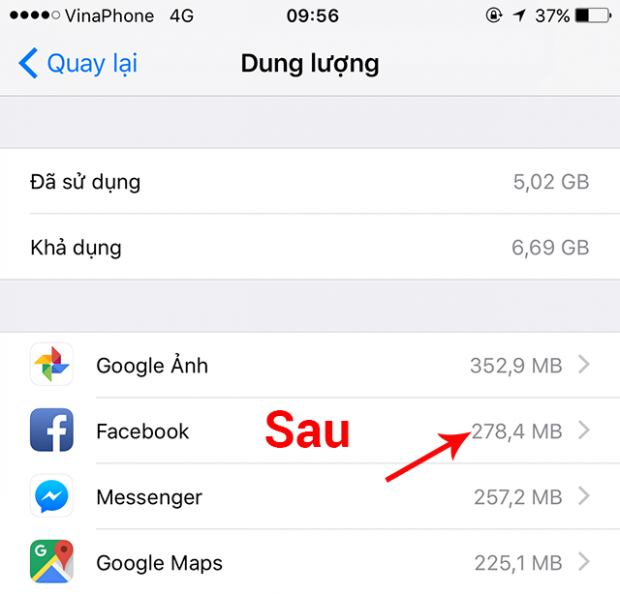 VinaPhone 4G 09:56 37%
Quay lại Dung lượng
Đã sử dụng 5,02 GB
Khả dụng 6,69 GB
Google Ảnh 352,9 MB
Facebook Sau 278,4 MB
Messenger 257,2 MB
G
Google Maps 225,1 MB